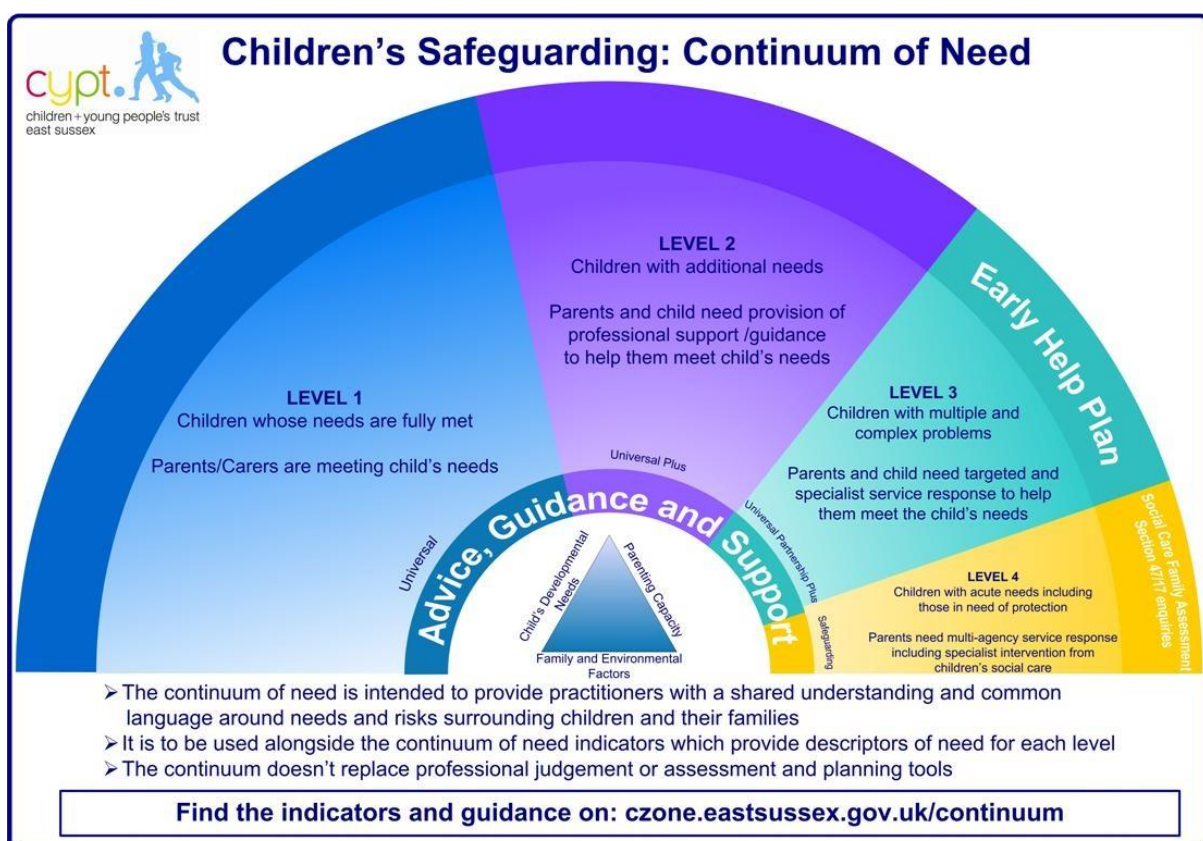 Children's Safeguarding: Continuum of Need
cypt.
children + young people's trust
east sussex
LEVEL 1
Children whose needs are fully met
Parents/Carers are meeting child's needs
LEVEL 2
Children with additional needs
Parents and child need provision of
professional support /guidance
to help them meet child's needs
Early Help Plan
LEVEL 3
Children with multiple and
complex problems
Parents and child need targeted and
specialist service response to help
them meet the child's needs
Social Care Family Assessment
Section 47/17 enquiries
LEVEL 4
Children with acute needs including
those in need of protection
Parents need multi-agency service response
including specialist intervention from
children's social care
Universal
Universal Plus
Universal Partnership Plus
Safeguarding
Advice, Guidance and Support
Child's Developmental
Needs
Parenting Capacity
Family and Environmental
Factors
➢ The continuum of need is intended to provide practitioners with a shared understanding and common
language around needs and risks surrounding children and their families
➢ It is to be used alongside the continuum of need indicators which provide descriptors of need for each level
➢ The continuum doesn't replace professional judgement or assessment and planning tools
Find the indicators and guidance on: czone.eastsussex.gov.uk/continuum